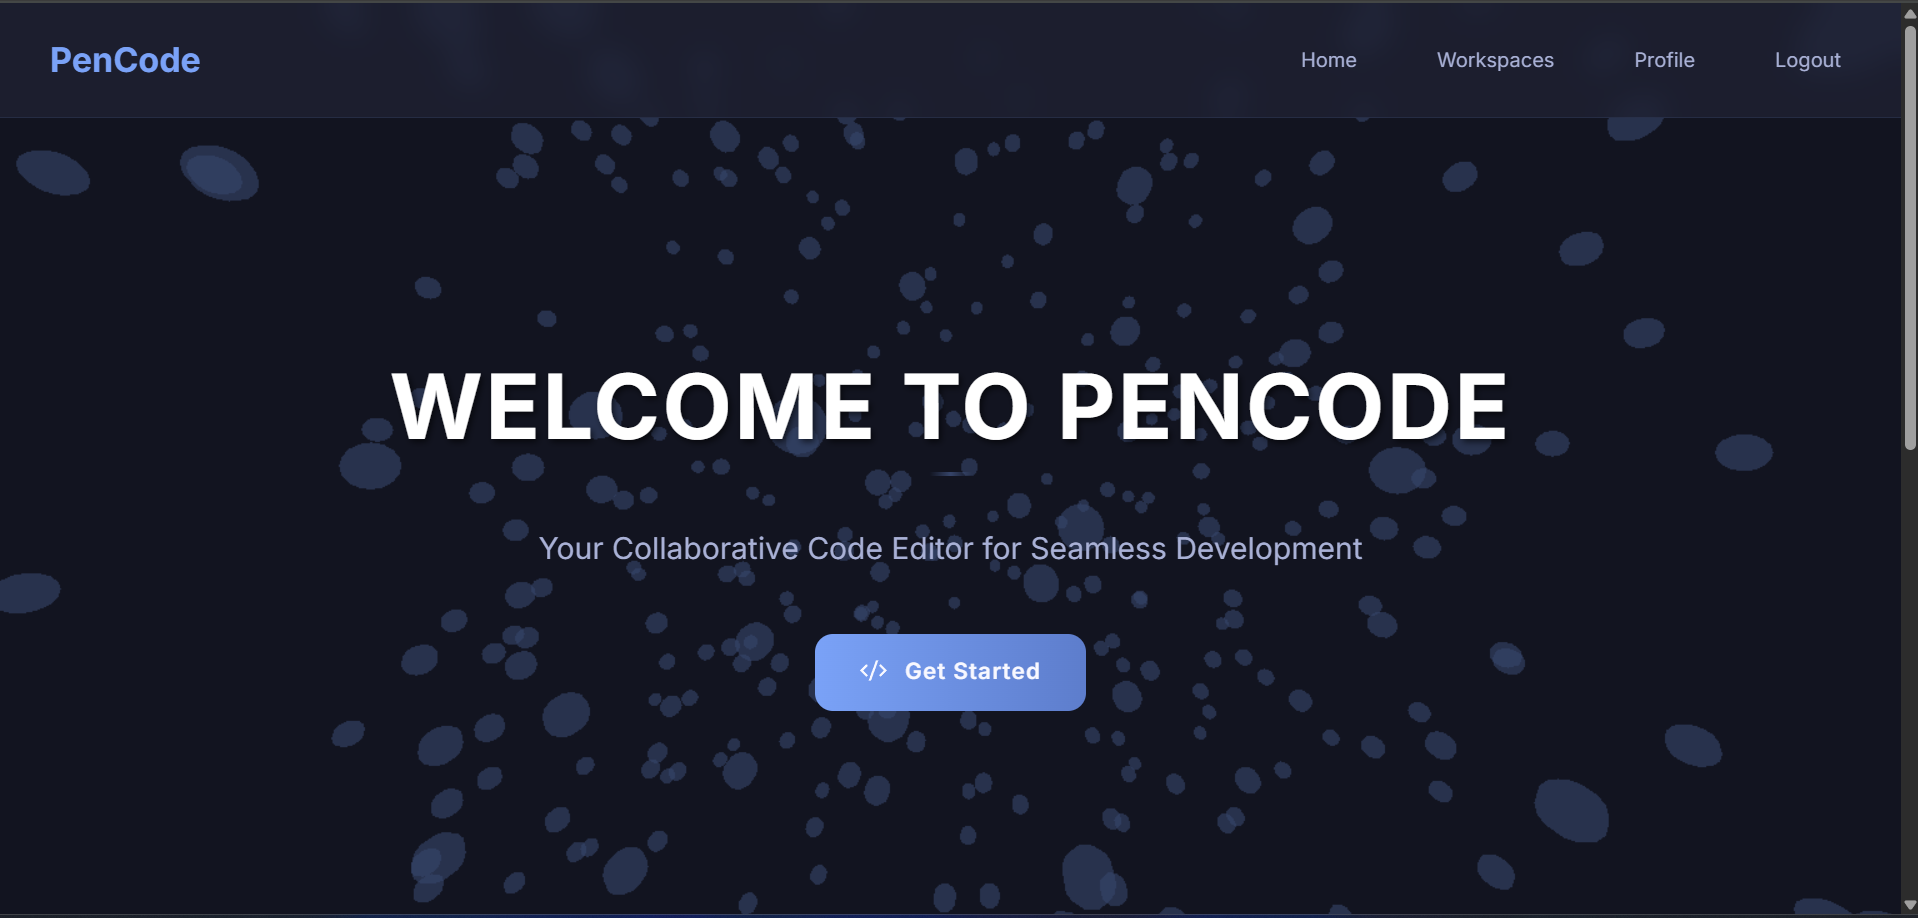 PenCode
Home Workspaces Profile Logout
WELCOME TO PENCODE
Your Collaborative Code Editor for Seamless Development
</> Get Started